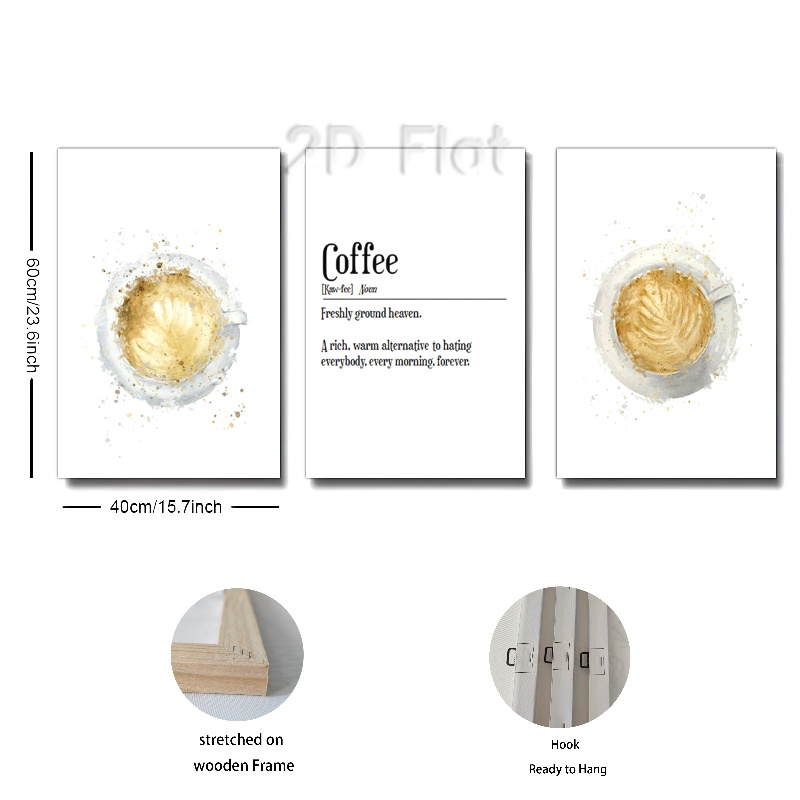 2D Flat
60cm/23.6inch
Coffee
[Kaw-fee] Noun
Freshly ground heaven.
A rich, warm alternative to hating
everybody, every morning, forever.
40cm/15.7inch
stretched on
wooden Frame
Hook
Ready to Hang